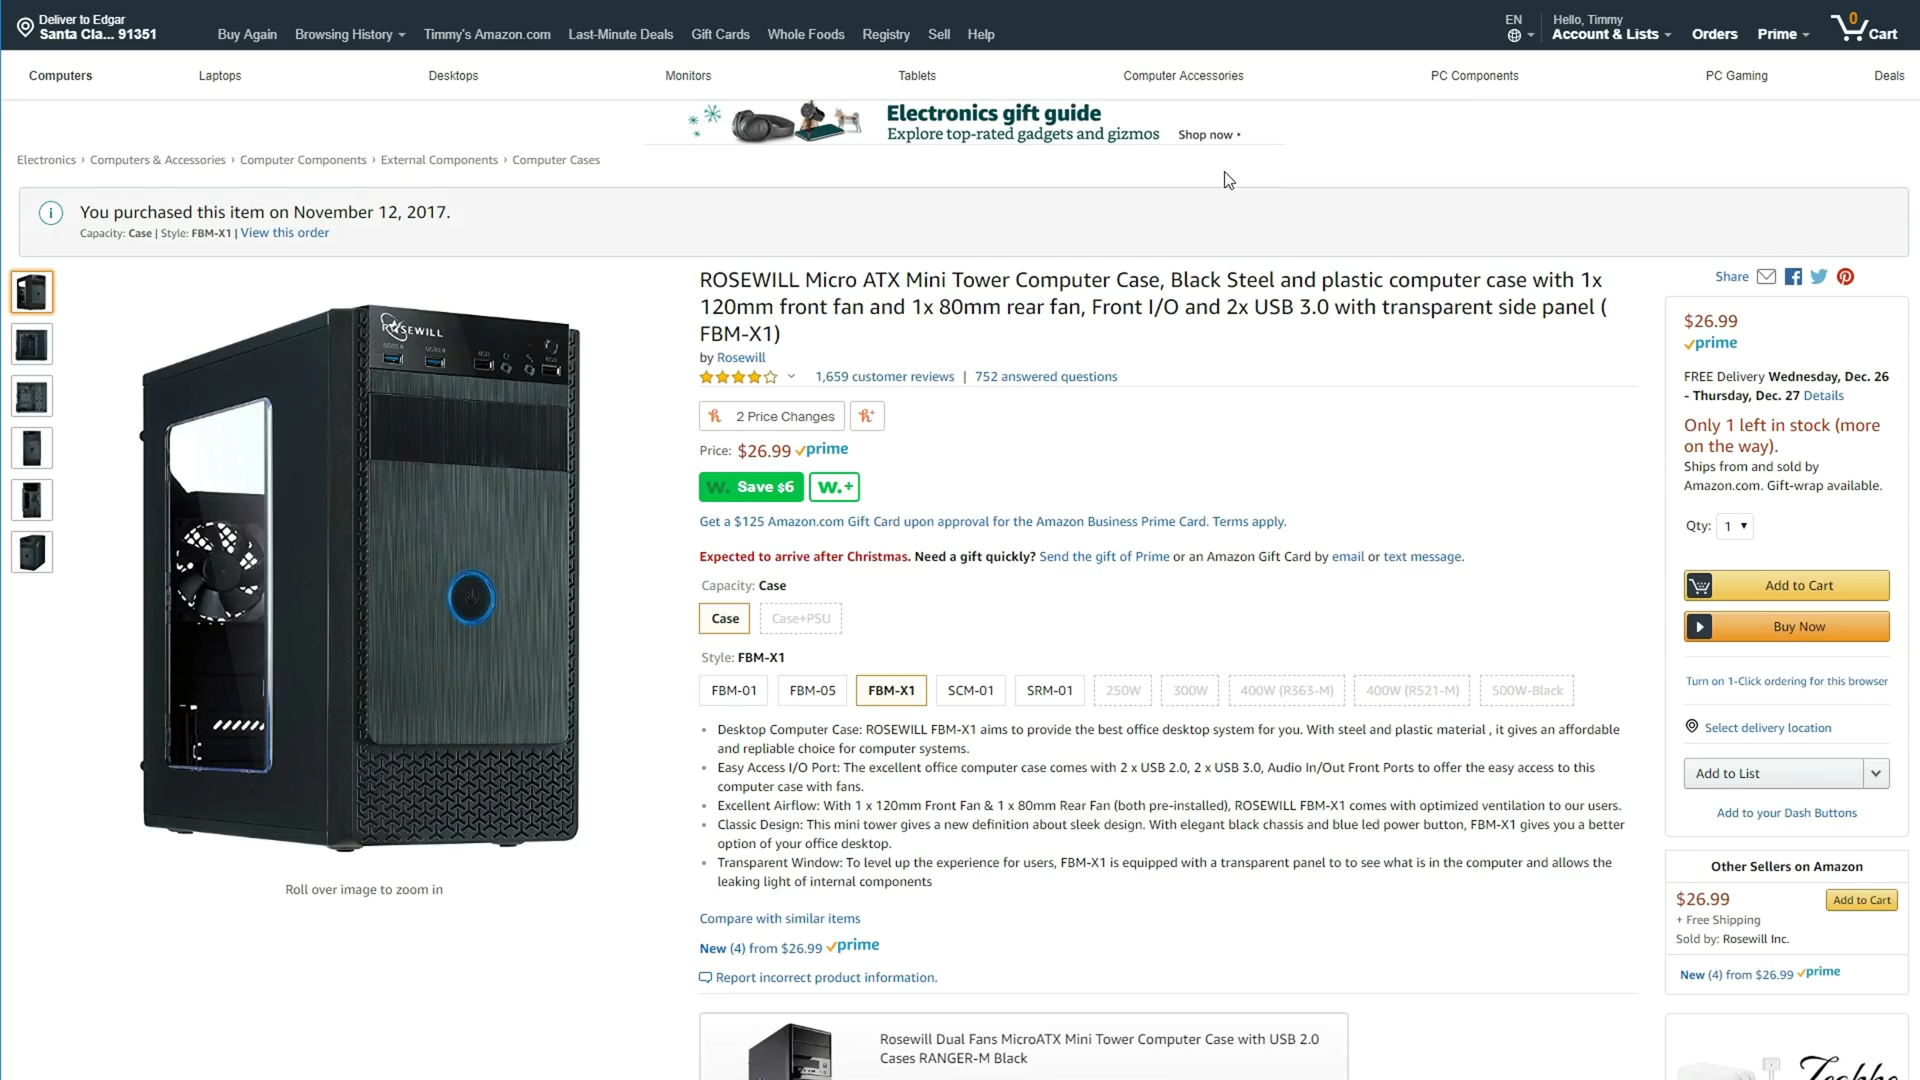 Deliver to Edgar
Santa Cla... 91351
Buy Again
Browsing History
Timmy's Amazon.com
Last-Minute Deals
Gift Cards
Whole Foods
Registry
Sell
Help
EN
Hello, Timmy
Account & Lists
Orders
Prime
0
Cart
Computers
Laptops
Desktops
Monitors
Tablets
Computer Accessories
PC Components
PC Gaming
Deals
Electronics gift guide
Explore top-rated gadgets and gizmos
Shop now
Electronics › Computers & Accessories › Computer Components › External Components › Computer Cases
You purchased this item on November 12, 2017.
Capacity: Case | Style: FBM-X1 | View this order
ROSEWILL
ROSEWILL Micro ATX Mini Tower Computer Case, Black Steel and plastic computer case with 1x
120mm front fan and 1x 80mm rear fan, Front I/O and 2x USB 3.0 with transparent side panel (
FBM-X1)
by Rosewill
1,659 customer reviews | 752 answered questions
2 Price Changes
Price: $26.99 prime
W. Save $6
W.+
Get a $125 Amazon.com Gift Card upon approval for the Amazon Business Prime Card. Terms apply.
Expected to arrive after Christmas. Need a gift quickly? Send the gift of Prime or an Amazon Gift Card by email or text message.
Capacity: Case
Case
Case+PSU
Style: FBM-X1
FBM-01
FBM-05
FBM-X1
SCM-01
SRM-01
250W
300W
400W (R363-M)
400W (R521-M)
500W-Black
• Desktop Computer Case: ROSEWILL FBM-X1 aims to provide the best office desktop system for you. With steel and plastic material , it gives an affordable
and repliable choice for computer systems.
• Easy Access I/O Port: The excellent office computer case comes with 2 x USB 2.0, 2 x USB 3.0, Audio In/Out Front Ports to offer the easy access to this
computer case with fans.
• Excellent Airflow: With 1 x 120mm Front Fan & 1 x 80mm Rear Fan (both pre-installed), ROSEWILL FBM-X1 comes with optimized ventilation to our users.
• Classic Design: This mini tower gives a new definition about sleek design. With elegant black chassis and blue led power button, FBM-X1 gives you a better
option of your office desktop.
• Transparent Window: To level up the experience for users, FBM-X1 is equipped with a transparent panel to to see what is in the computer and allows the
leaking light of internal components
Roll over image to zoom in
Compare with similar items
New (4) from $26.99 prime
Report incorrect product information.
Rosewill Dual Fans MicroATX Mini Tower Computer Case with USB 2.0
Cases RANGER-M Black
Share
$26.99
prime
FREE Delivery Wednesday, Dec. 26
- Thursday, Dec. 27 Details
Only 1 left in stock (more
on the way).
Ships from and sold by
Amazon.com. Gift-wrap available.
Qty: 1
Add to Cart
Buy Now
Turn on 1-Click ordering for this browser
Select delivery location
Add to List
Add to your Dash Buttons
Other Sellers on Amazon
$26.99
Add to Cart
+ Free Shipping
Sold by: Rosewill Inc.
New (4) from $26.99 prime